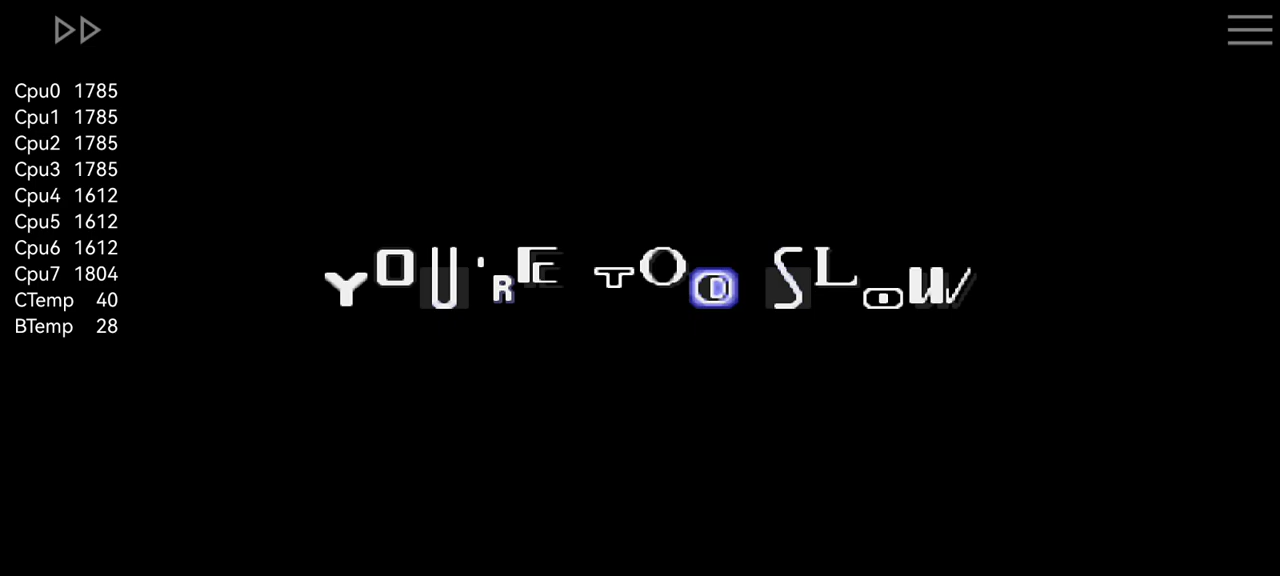 Cpu0 1785
Cpu1 1785
Cpu2 1785
Cpu3 1785
Cpu4 1612
Cpu5 1612
Cpu6 1612
Cpu7 1804
CTemp 40
BTemp 28
YOU'RE TOO SLOW